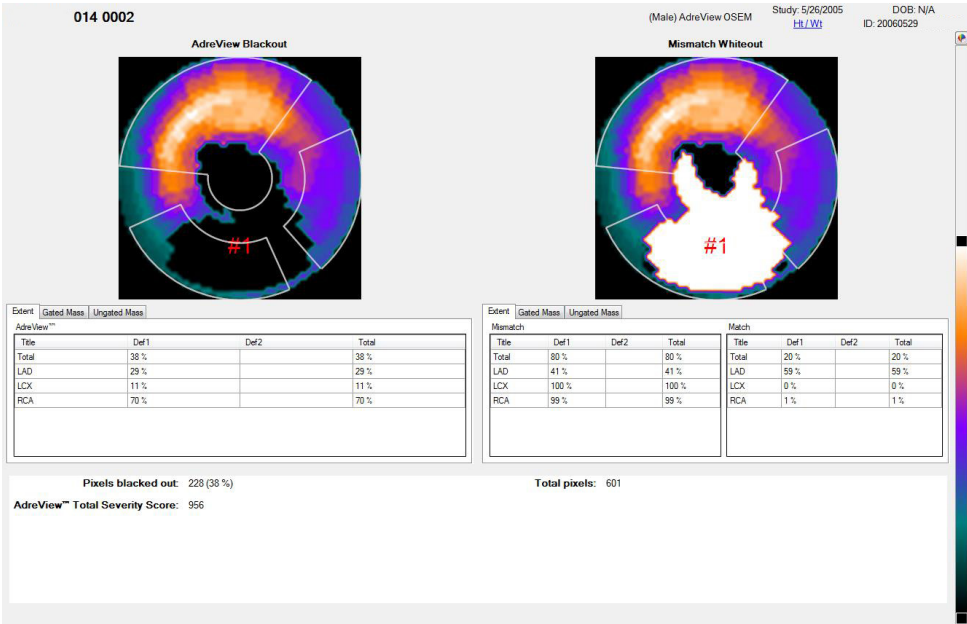 014 0002
(Male) AdreView OSEM
Study: 5/26/2005
DOB: N/A
Ht / Wt
ID: 20060529
AdreView Blackout
Mismatch Whiteout
#1
#1
Extent Gated Mass Ungated Mass
AdreView™
Title Def1 Def2 Total
Total 38 % 38 %
LAD 29 % 29 %
LCX 11 % 11 %
RCA 70 % 70 %
Extent Gated Mass Ungated Mass
Mismatch
Title Def1 Def2 Total
Total 80 % 80 %
LAD 41 % 41 %
LCX 100 % 100 %
RCA 99 % 99 %
Match
Title Def1 Def2 Total
Total 20 % 20 %
LAD 59 % 59 %
LCX 0 % 0 %
RCA 1 % 1 %
Pixels blacked out: 228 (38 %)
Total pixels: 601
AdreView™ Total Severity Score: 956